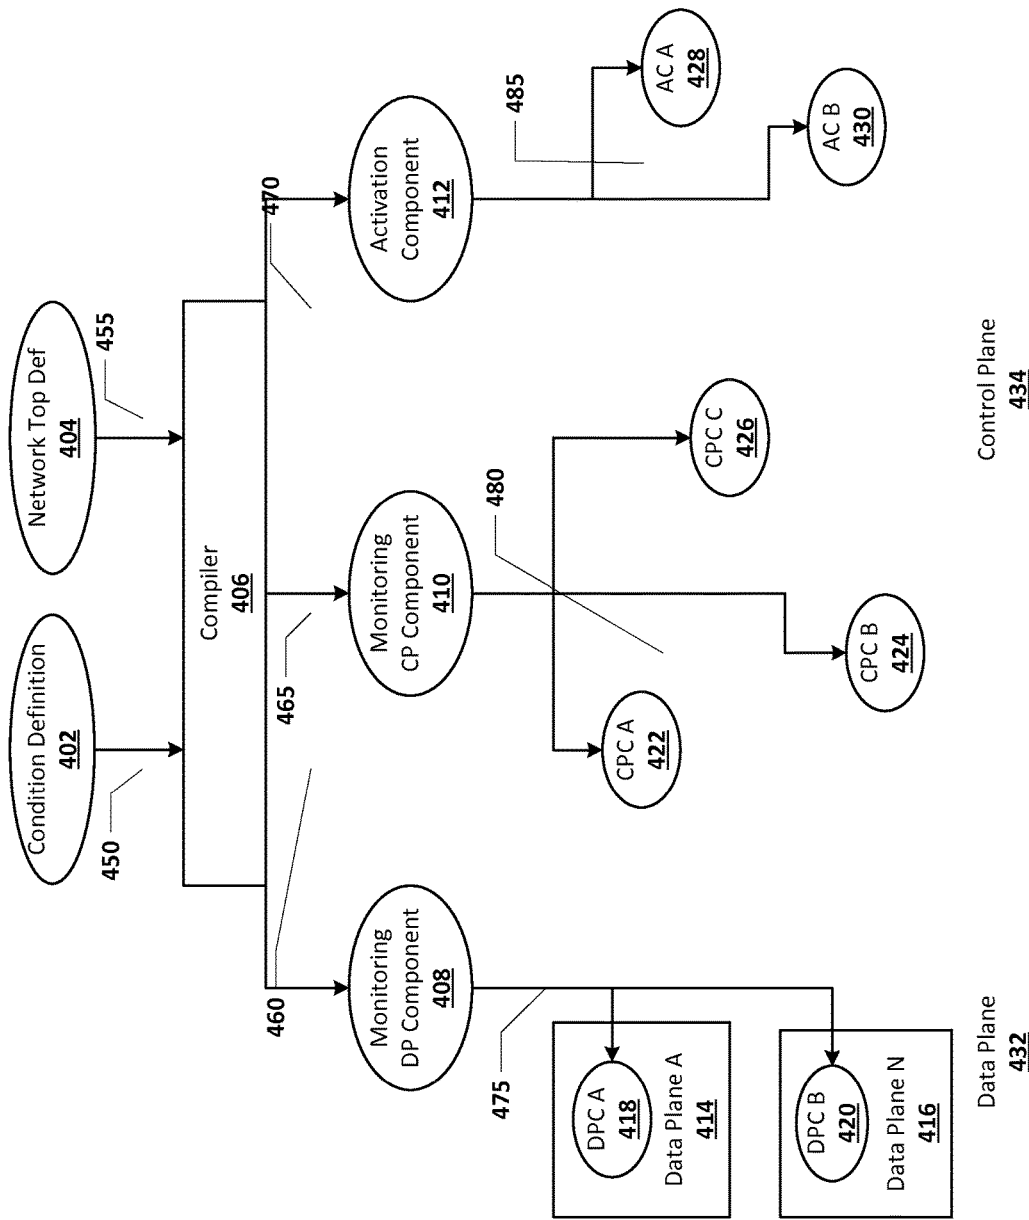 Condition Definition
402
Network Top Def
404
450
455
Compiler
406
460
465
470
Monitoring
DP Component
408
Monitoring
CP Component
410
Activation
Component
412
475
480
485
DPC A
418
Data Plane A
414
DPC B
420
Data Plane N
416
CPC A
422
CPC B
424
CPC C
426
AC A
428
AC B
430
Data Plane
432
Control Plane
434